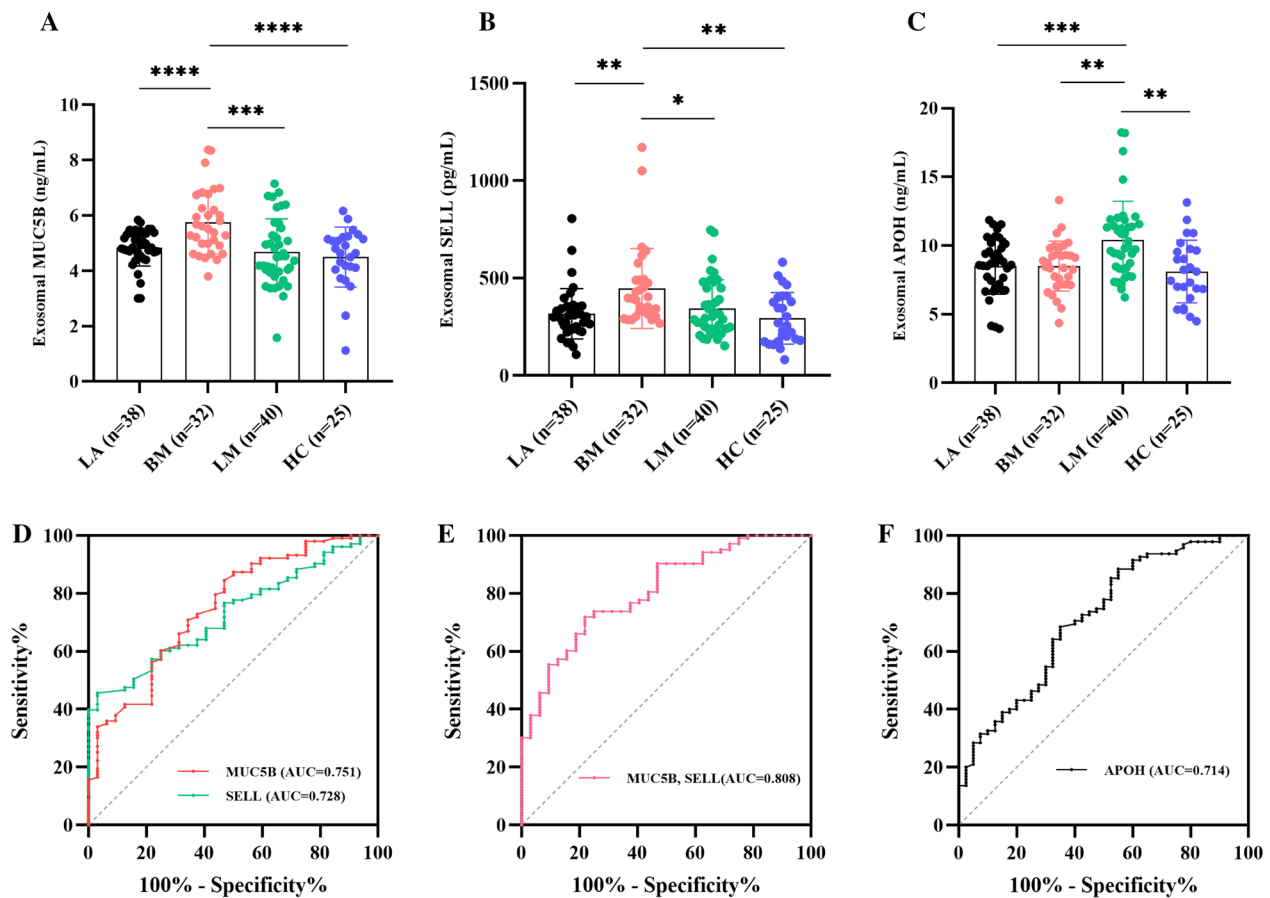 A
B
C
****
****
***
**
**
*
***
**
**
Exosomal MUC5B (ng/mL)
10
8
6
4
2
0
LA (n=38)
BM (n=32)
LM (n=40)
HC (n=25)
Exosomal SELL (pg/mL)
1500
1000
500
0
LA (n=38)
BM (n=32)
LM (n=40)
HC (n=25)
Exosomal APOH (ng/mL)
20
15
10
5
0
LA (n=38)
BM (n=32)
LM (n=40)
HC (n=25)
D
Sensitivity%
100
80
60
40
20
0
MUC5B (AUC=0.751)
SELL (AUC=0.728)
0 20 40 60 80 100
100% - Specificity%
E
Sensitivity%
100
80
60
40
20
0
MUC5B, SELL(AUC=0.808)
0 20 40 60 80 100
100% - Specificity%
F
Sensitivity%
100
80
60
40
20
0
APOH (AUC=0.714)
0 20 40 60 80 100
100% - Specificity%